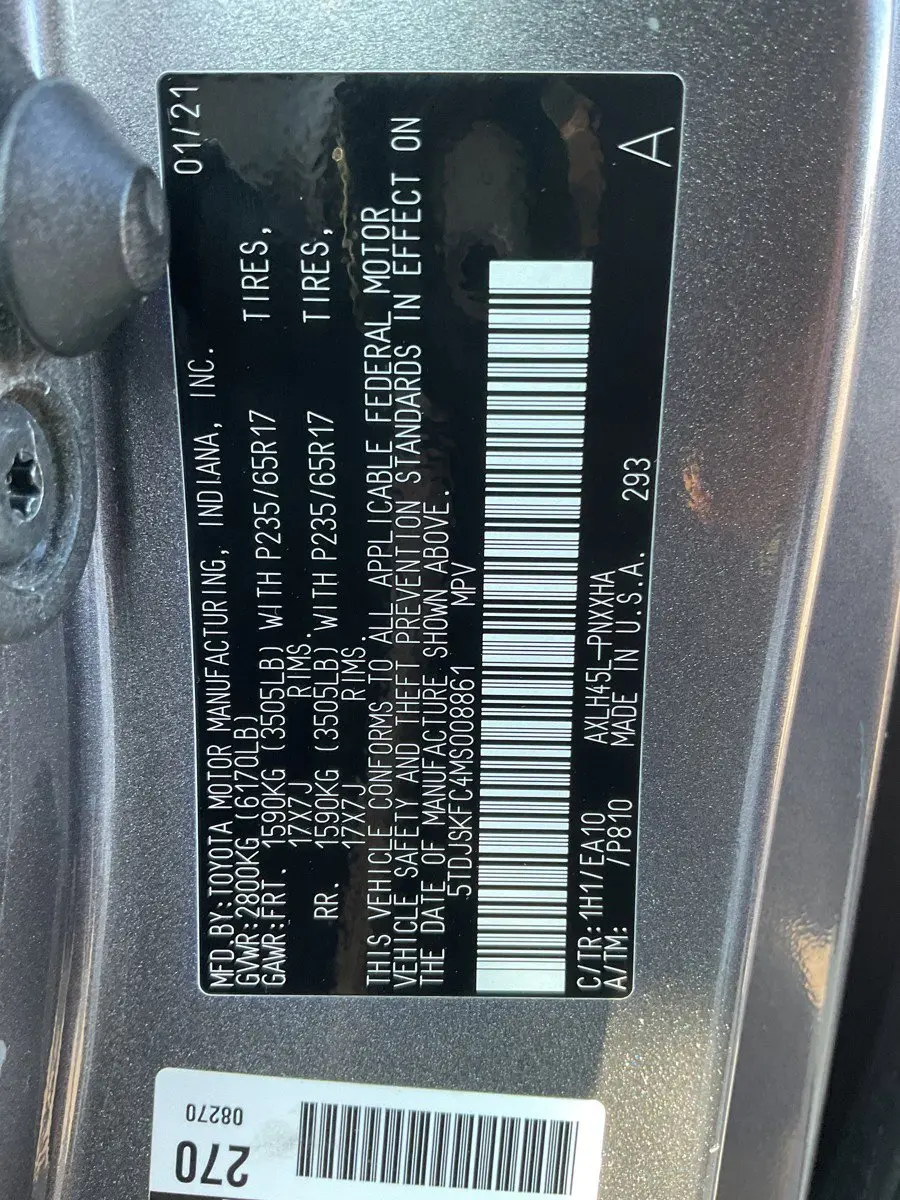 MFD.BY:TOYOTA MOTOR MANUFACTURING, INDIANA, INC. 01/21
GVWR:2800KG (6170LB)
GAWR:FRT. 1590KG (3505LB) WITH P235/65R17 TIRES,
17X7J RIMS.
RR. 1590KG (3505LB) WITH P235/65R17 TIRES,
17X7J RIMS.
THIS VEHICLE CONFORMS TO ALL APPLICABLE FEDERAL MOTOR
VEHICLE SAFETY AND THEFT PREVENTION STANDARDS IN EFFECT ON
THE DATE OF MANUFACTURE SHOWN ABOVE.
5TDJSKFC4MS008861 MPV
C/TR:1H1/EA10 AXLH45L-PNXXHA
A/TM: /P810 MADE IN U.S.A. 293 A
08270
270